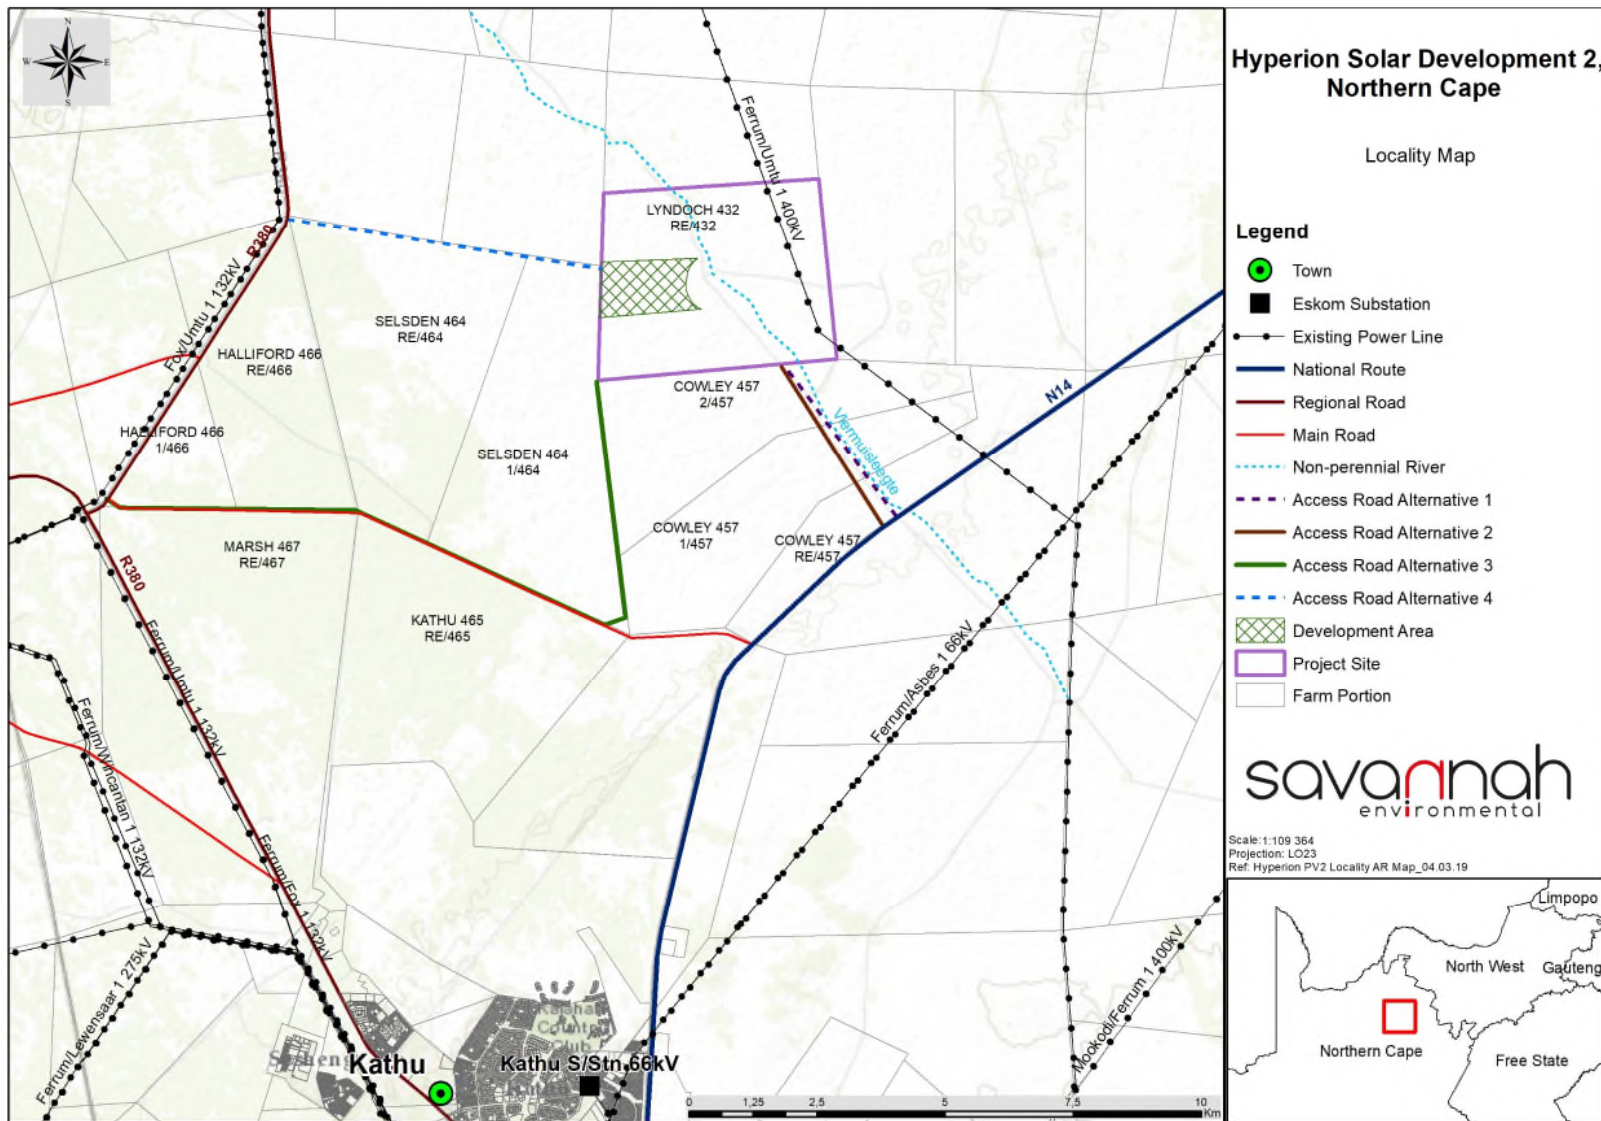 Hyperion Solar Development 2,
Northern Cape
Locality Map
Legend
Town
Eskom Substation
Existing Power Line
National Route
Regional Road
Main Road
Non-perennial River
Access Road Alternative 1
Access Road Alternative 2
Access Road Alternative 3
Access Road Alternative 4
Development Area
Project Site
Farm Portion
savannah
environmental
Scale:1:109 364
Projection: LO23
Ref: Hyperion PV2 Locality AR Map_04.03.19
Limpopo
North West
Gauteng
Northern Cape
Free State
N
W
E
S
R380
Fox/Umtu 1 132kV
Ferrum/Umtu 1 400kV
LYNDOCH 432
RE/432
SELSDEN 464
RE/464
HALLIFORD 466
RE/466
HALLIFORD 466
1/466
COWLEY 457
2/457
N14
Vlermuisleegte
SELSDEN 464
1/464
COWLEY 457
1/457
COWLEY 457
RE/457
MARSH 467
RE/467
R380
KATHU 465
RE/465
Ferrum/Umtu 1 132kV
Ferrum/Asbes 1 66kV
Ferrum/Wincantan 1 132kV
Ferrum/Fox 1 132kV
Ferrum/Lewensaar 1 275kV
Mookodi/Ferrum 1 400kV
Country
Club
Kathu
Kathu S/Stn 66kV
0
1,25
2,5
5
7,5
10
Km